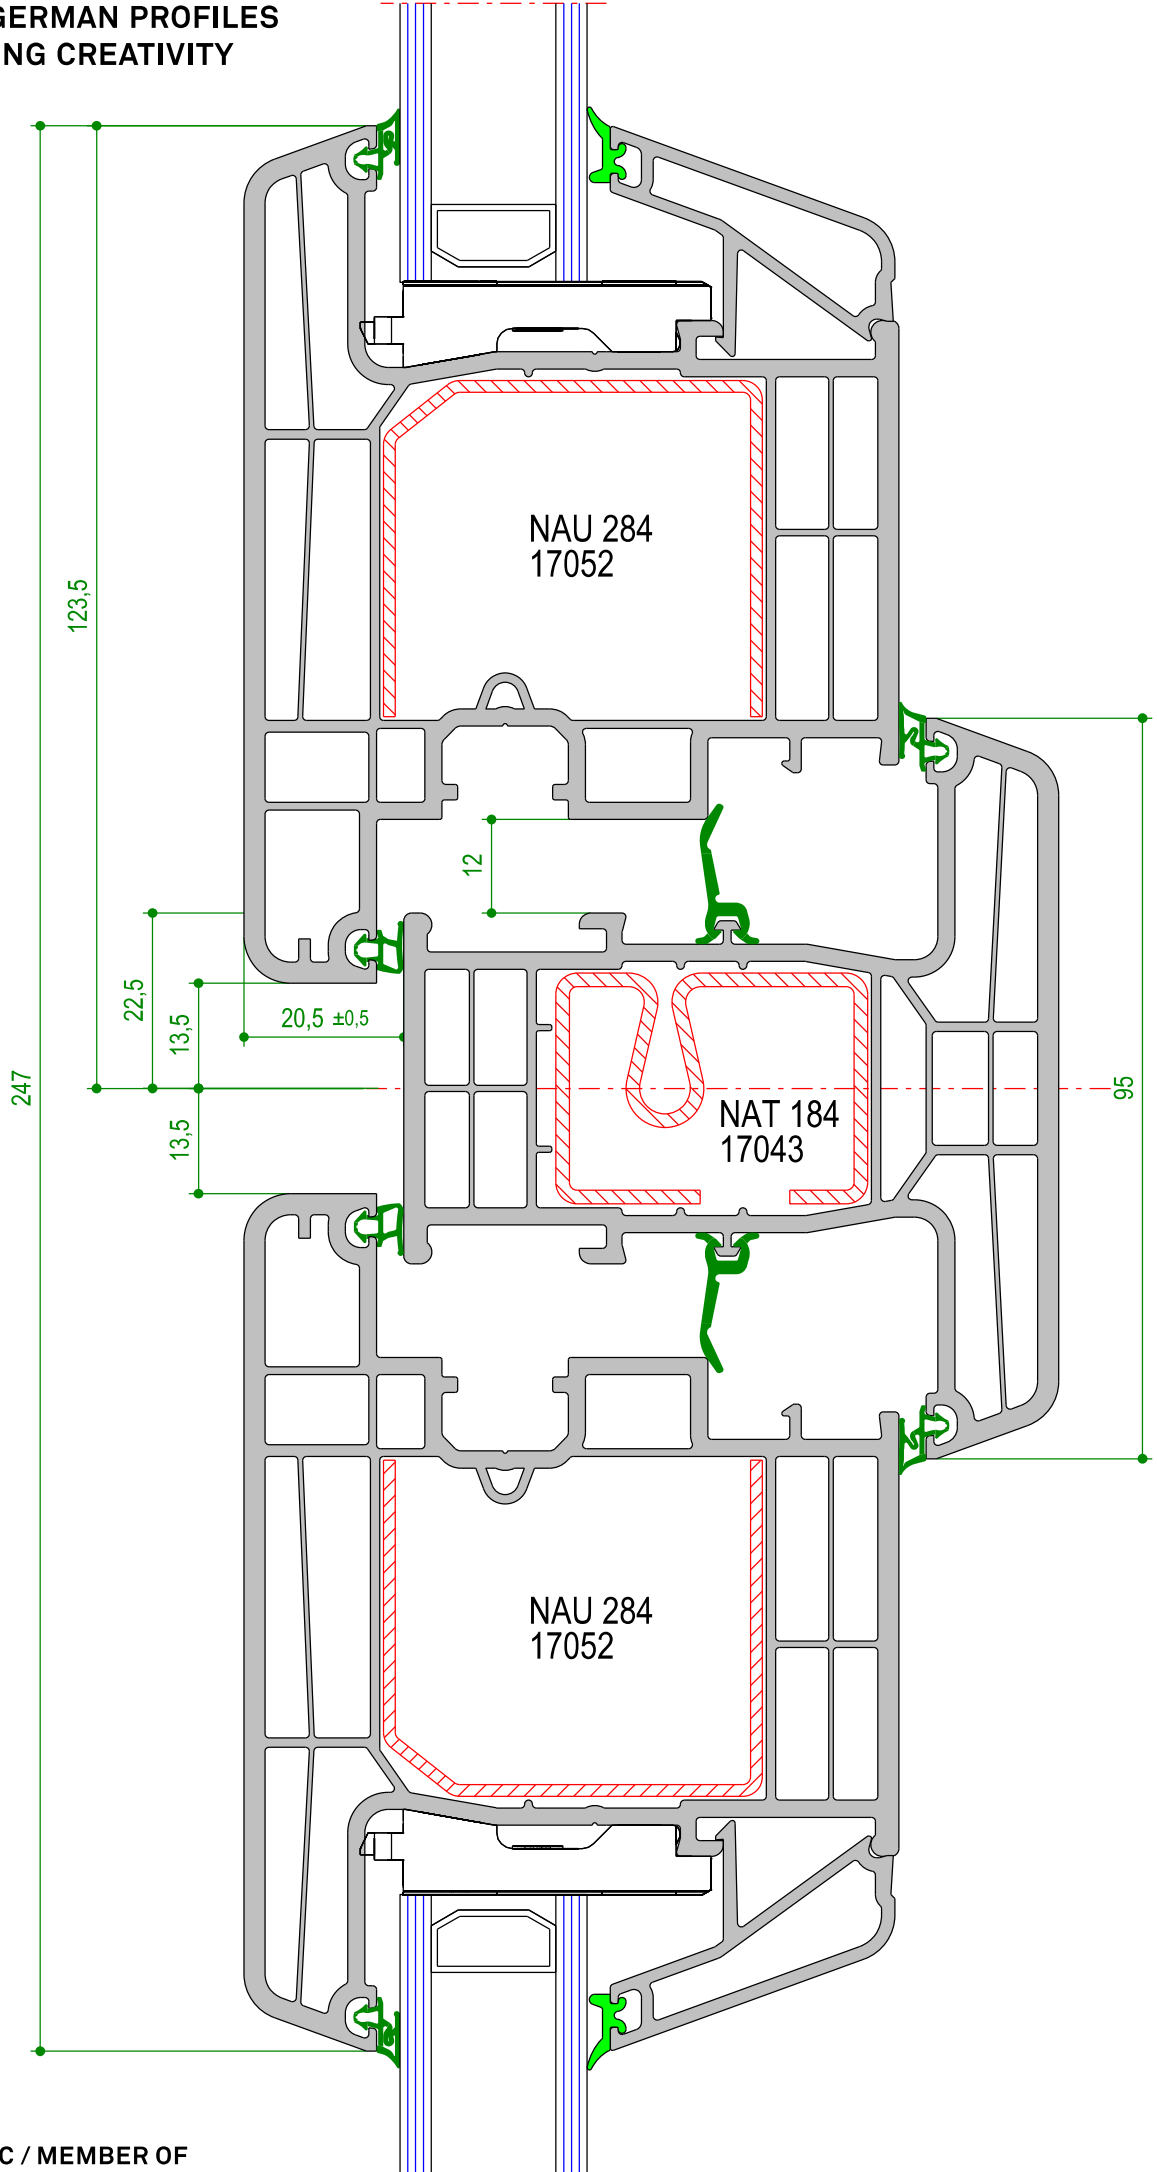 GERMAN PROFILES
NG CREATIVITY
NAU 284
17052
123,5
12
22,5
13,5
20,5 ±0,5
247
13,5
95
NAT 184
17043
NAU 284
17052
C / MEMBER OF